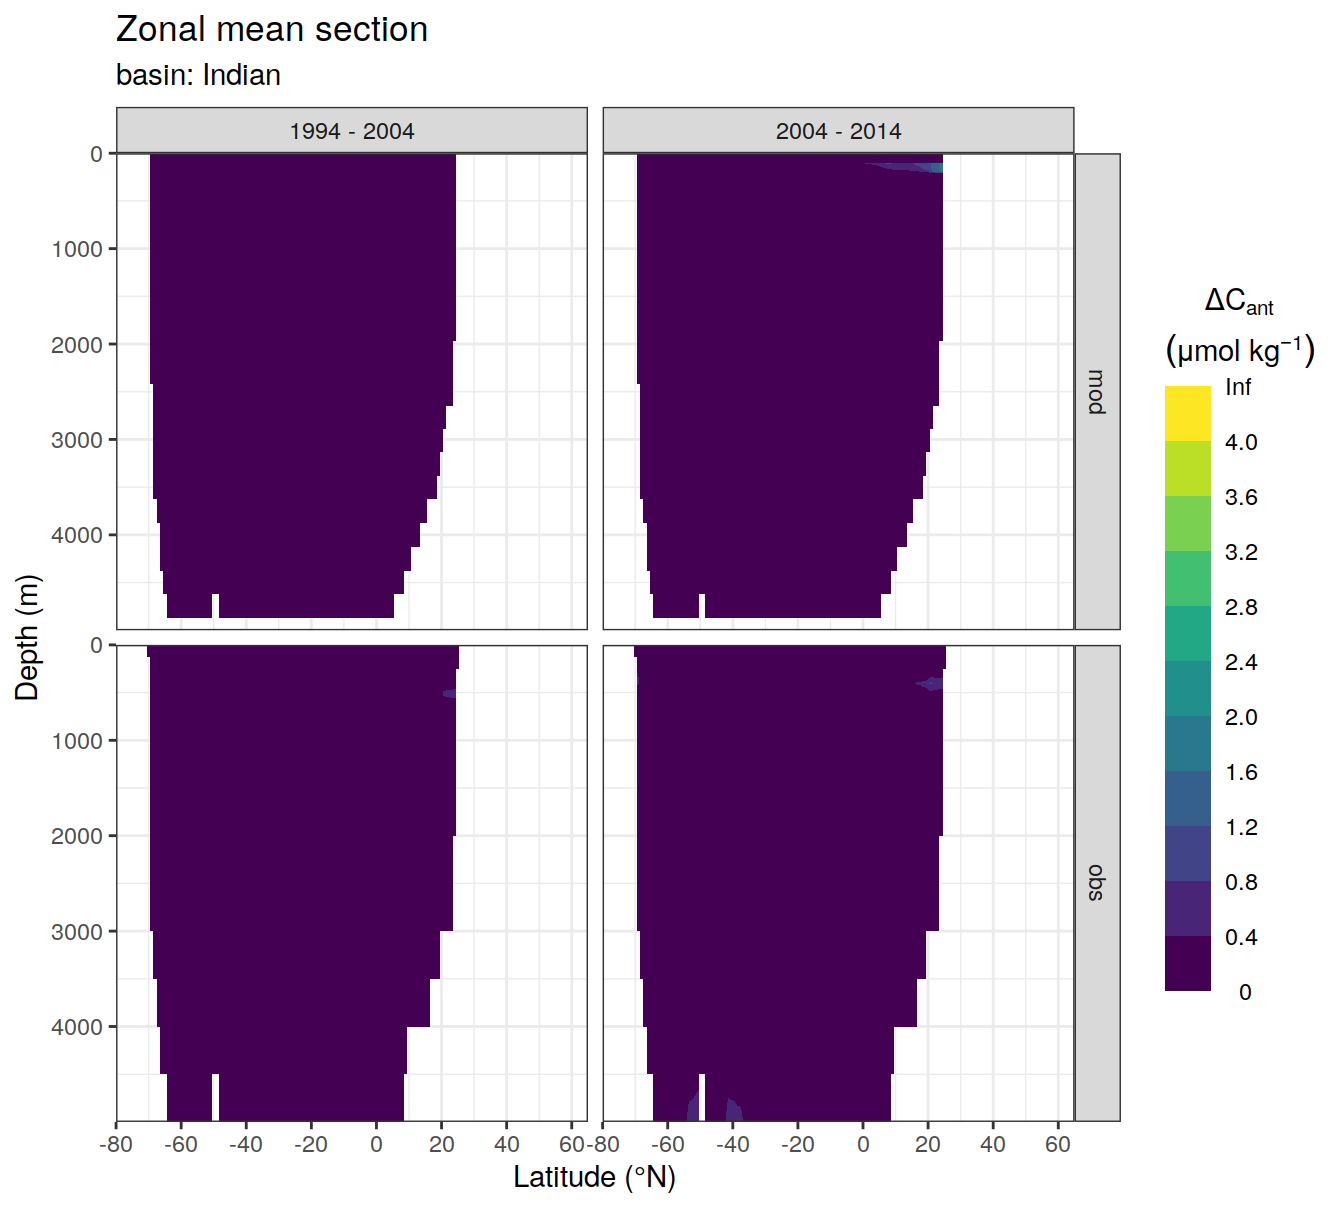 Zonal mean section
basin: Indian
1994 - 2004
2004 - 2014
0
1000
2000
3000
4000
mod
0
1000
2000
3000
4000
obs
Depth (m)
-80 -60 -40 -20 0 20 40 60
-80 -60 -40 -20 0 20 40 60
Latitude (°N)
ΔCant
(μmol kg⁻¹)
Inf
4.0
3.6
3.2
2.8
2.4
2.0
1.6
1.2
0.8
0.4
0